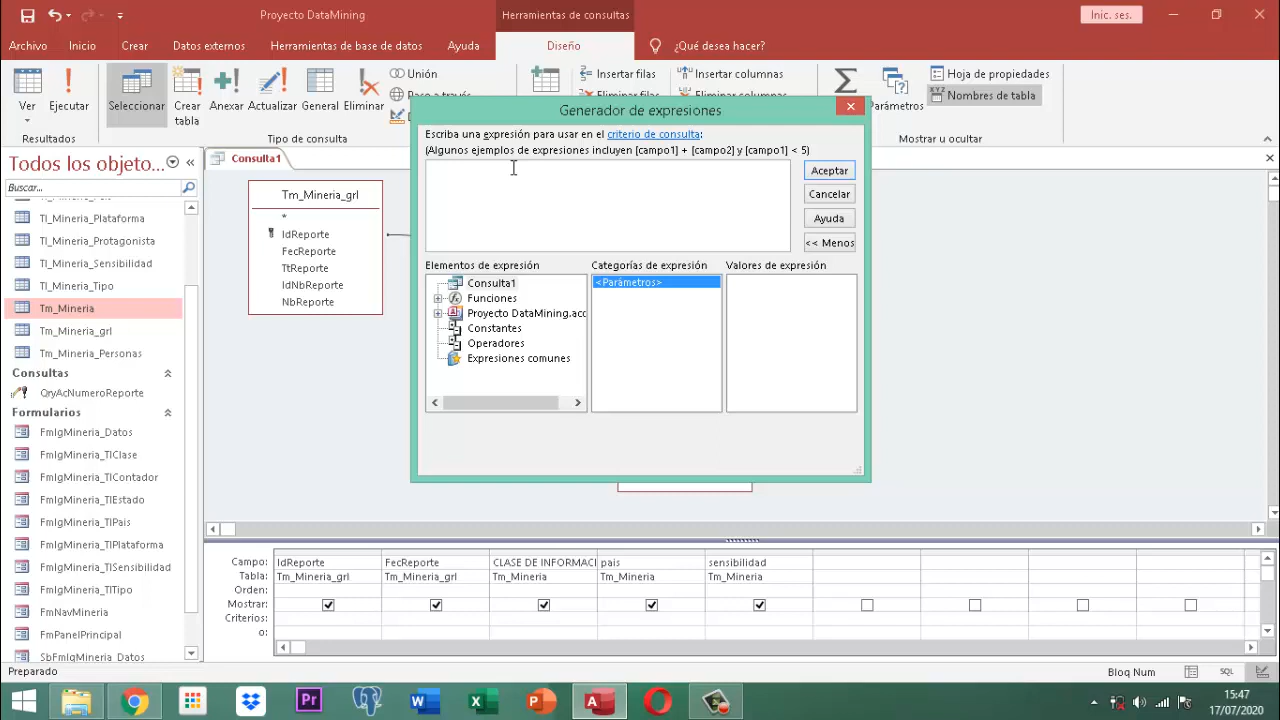 Proyecto DataMining
Herramientas de consultas
Inic. ses.
Archivo Inicio Crear Datos externos Herramientas de base de datos Ayuda Diseño ¿Qué desea hacer?
Ver
Ejecutar
Seleccionar
Crear tabla
Anexar
Actualizar
General
Eliminar
Unión
Insertar filas
Eliminar filas
Insertar columnas
Eliminar columnas
Parámetros
Hoja de propiedades
Nombres de tabla
Resultados
Tipo de consulta
Mostrar u ocultar
Todos los objeto... «
Buscar...
Tl_Mineria_Plataforma
Tl_Mineria_Protagonista
Tl_Mineria_Sensibilidad
Tl_Mineria_Tipo
Tm_Mineria
Tm_Mineria_grl
Tm_Mineria_Personas
Consultas
QryAcNumeroReporte
Formularios
FmIgMineria_Datos
FmIgMineria_TlClase
FmIgMineria_TlContador
FmIgMineria_TlEstado
FmIgMineria_TlPais
FmIgMineria_TlPlataforma
FmIgMineria_TlSensibilidad
FmIgMineria_TlTipo
FmNavMineria
FmPanelPrincipal
SbFmIgMineria_Datos
Consulta1
Tm_Mineria_grl
*
IdReporte
FecReporte
TtReporte
IdNbReporte
NbReporte
Generador de expresiones
Escriba una expresión para usar en el criterio de consulta:
(Algunos ejemplos de expresiones incluyen [campo1] + [campo2] y [campo1] < 5)
Aceptar
Cancelar
Ayuda
<< Menos
Elementos de expresión
Categorías de expresión
Valores de expresión
Consulta1
Funciones
Proyecto DataMining.acc
Constantes
Operadores
Expresiones comunes
<Parámetros>
Campo: IdReporte FecReporte CLASE DE INFORMACI pais sensibilidad
Tabla: Tm_Mineria_grl Tm_Mineria_grl Tm_Mineria Tm_Mineria Tm_Mineria
Orden:
Mostrar:
Criterios:
o:
Preparado
Bloq Num
SQL
15:47
17/07/2020